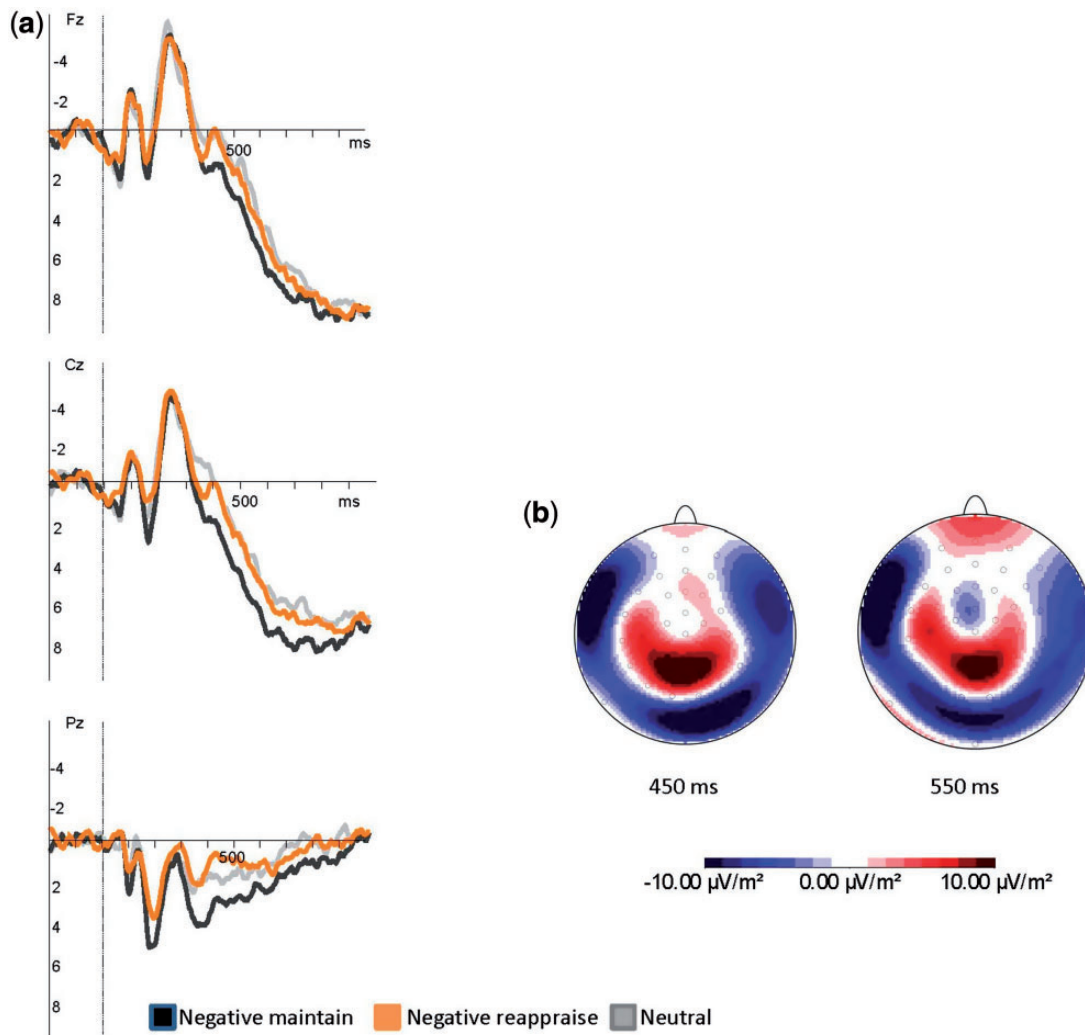 (a)
Fz
-4
-2
500
ms
2
4
6
8
Cz
-4
-2
500
ms
2
4
6
8
(b)
450 ms
550 ms
-10.00 µV/m² 0.00 µV/m² 10.00 µV/m²
Pz
-4
-2
500
2
4
6
8
Negative maintain Negative reappraise Neutral